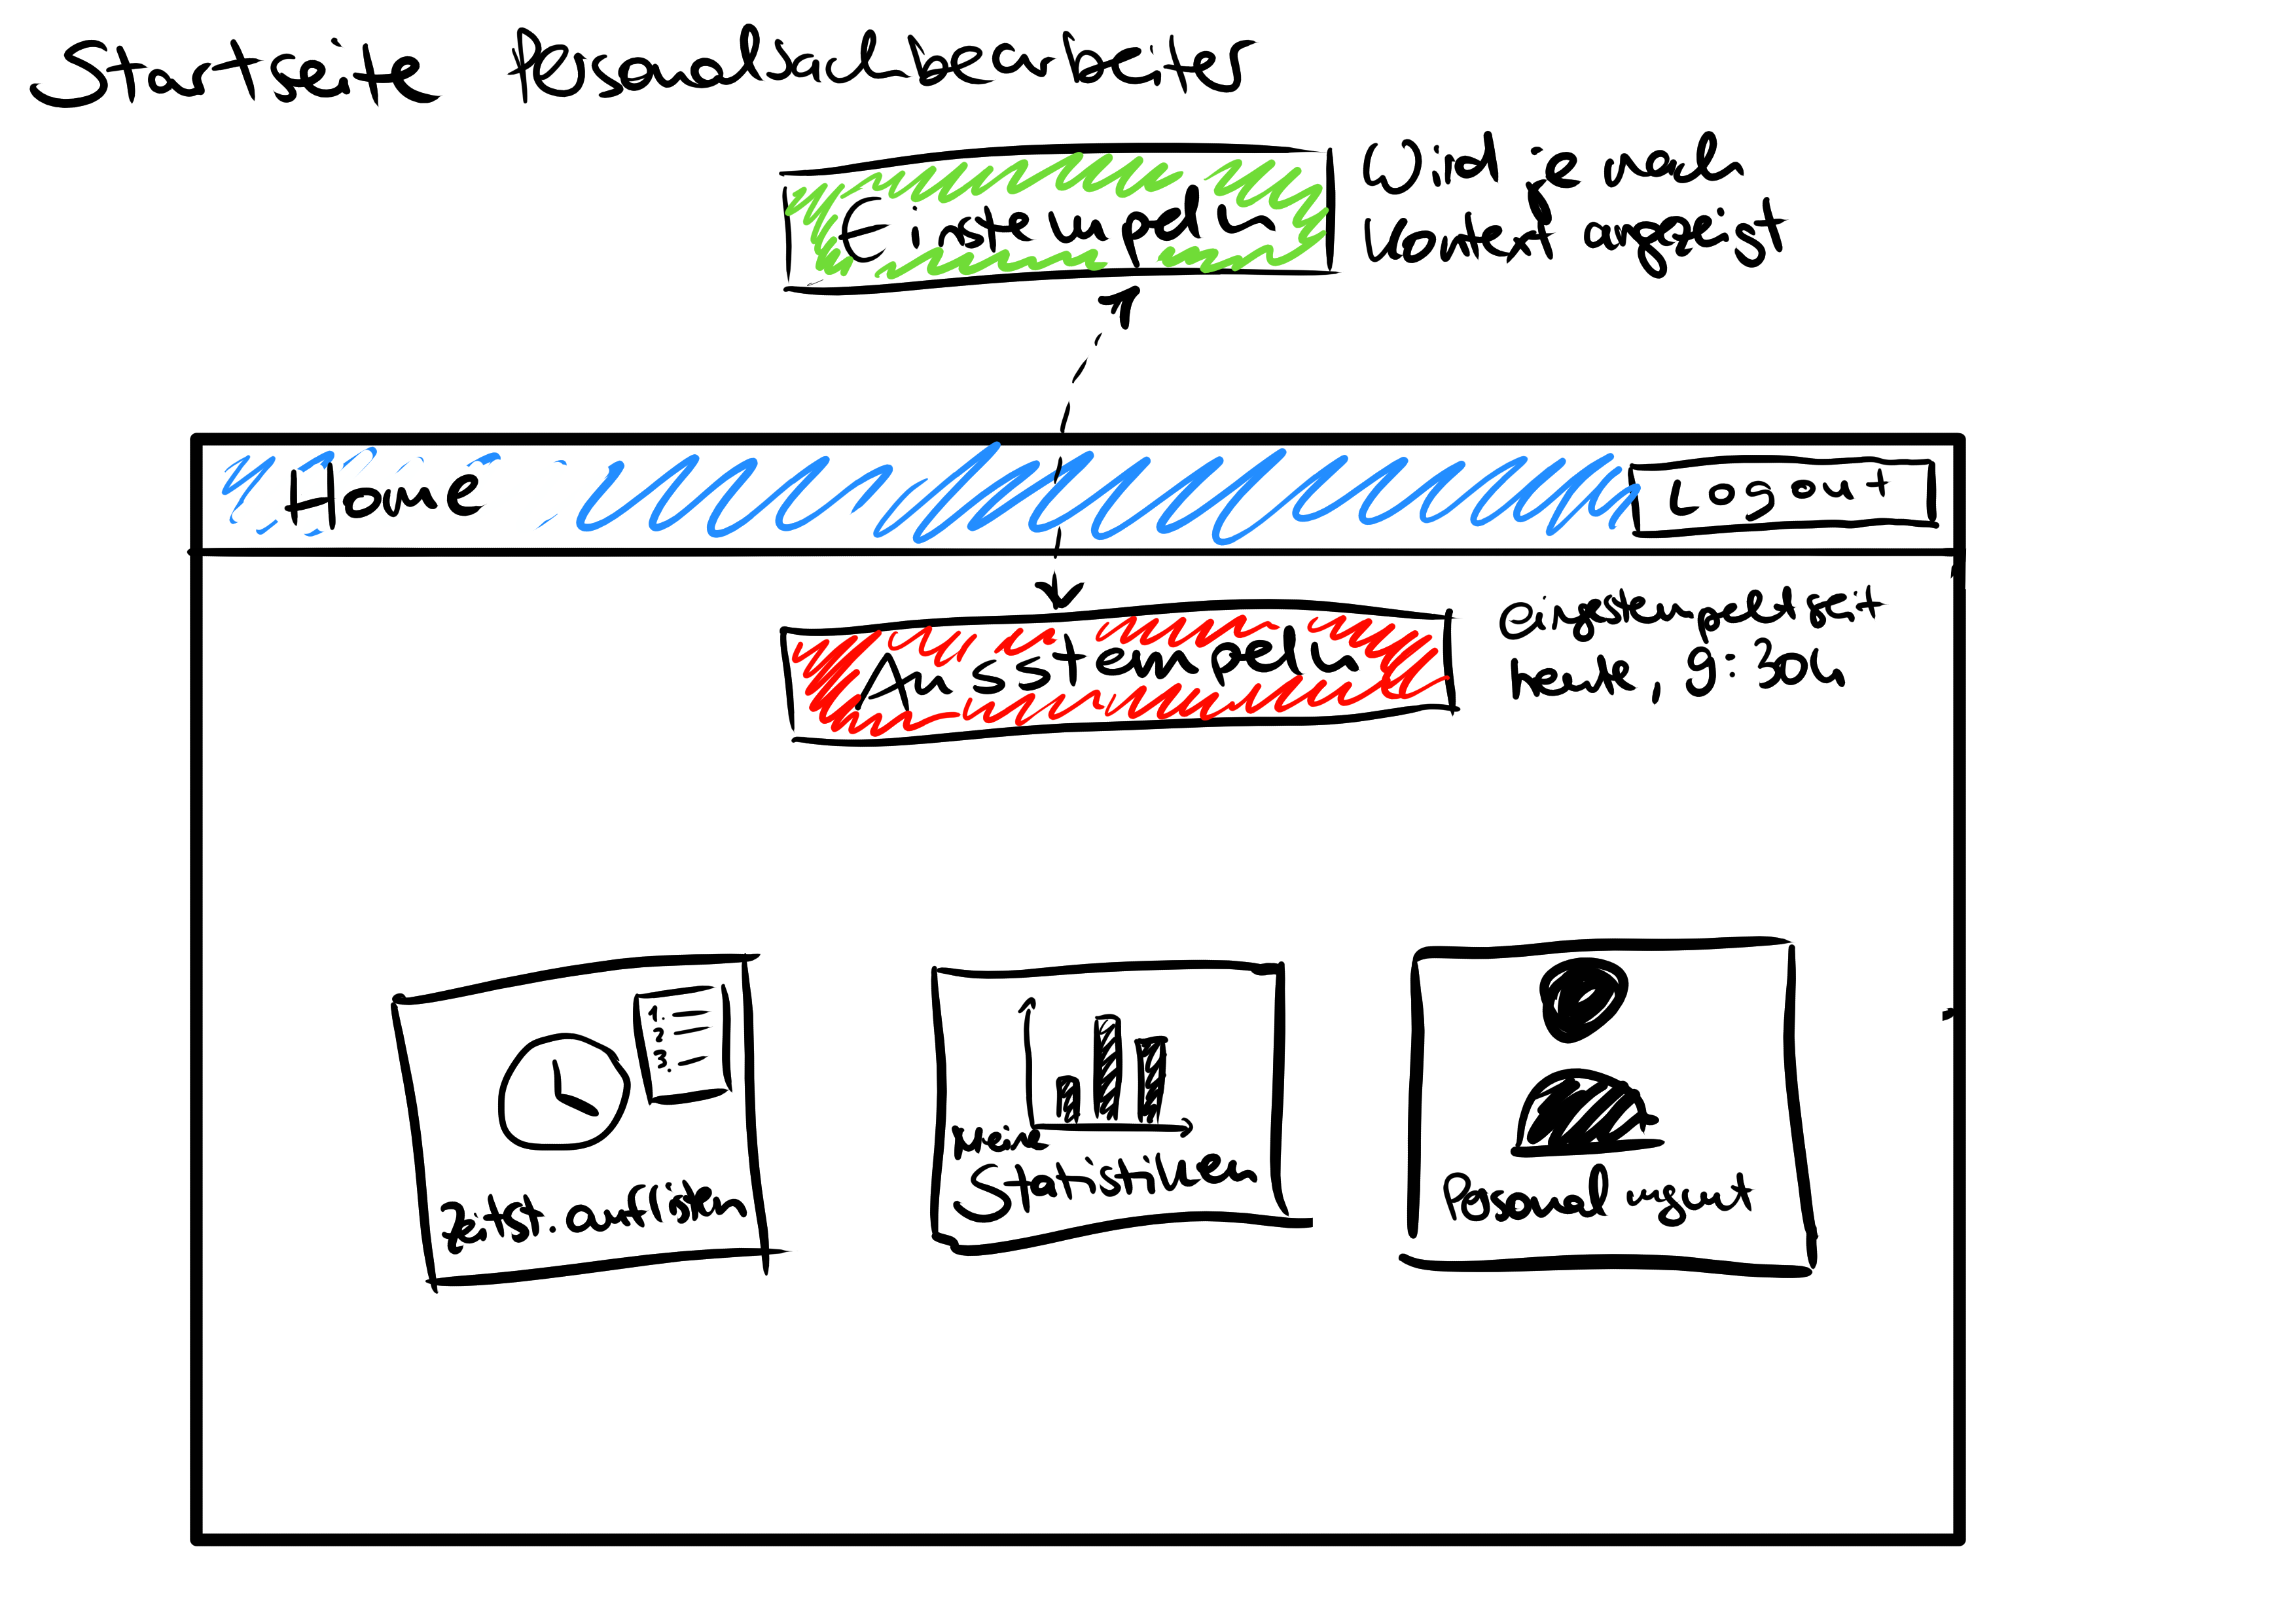 Startseite Personalsachbearbeiter
Einstempeln
Wird je nach
Kontext angezeigt
Home
Logout
Ausstempeln
eingestempelt seit
heute, 9:30h
1.
2
3.
Zeitst. auflisten
Meine
Statistiken
Personal mgmt